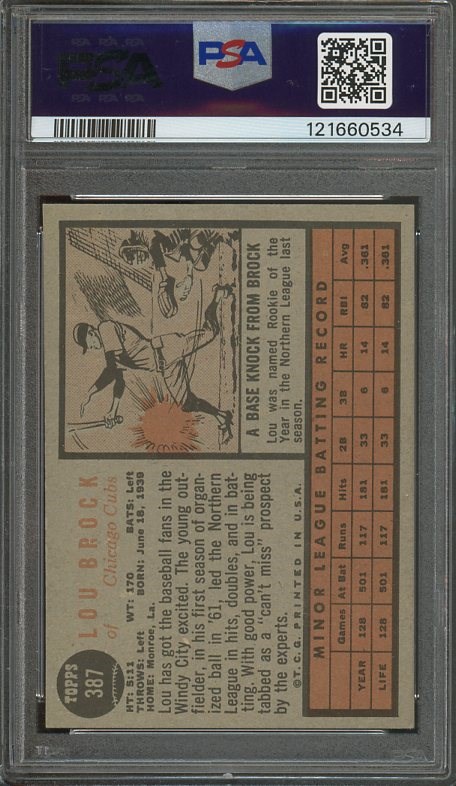 PSA
PSA
121660534
TOPPS
387
LOU BROCK
of Chicago Cubs
HT: 5:11 WT: 170 BATS: Left
THROWS: Left BORN: June 18, 1939
HOME: Monroe, La.
Lou has got the baseball fans in the
Windy City excited. The young out-
fielder, in his first season of organ-
ized ball in '61, led the Northern
League in hits, doubles, and in bat-
ting. With good power, Lou is being
tabbed as a "can't miss" prospect
by the experts.
© T.C.G. PRINTED IN U.S.A.
A BASE KNOCK FROM BROCK
Lou was named Rookie of the
Year in the Northern League last
season.
MINOR LEAGUE BATTING RECORD
Games At Bat Runs Hits 2B 3B HR RBI Avg
YEAR 128 501 117 181 33 6 14 82 .361
LIFE 128 501 117 181 33 6 14 82 .361